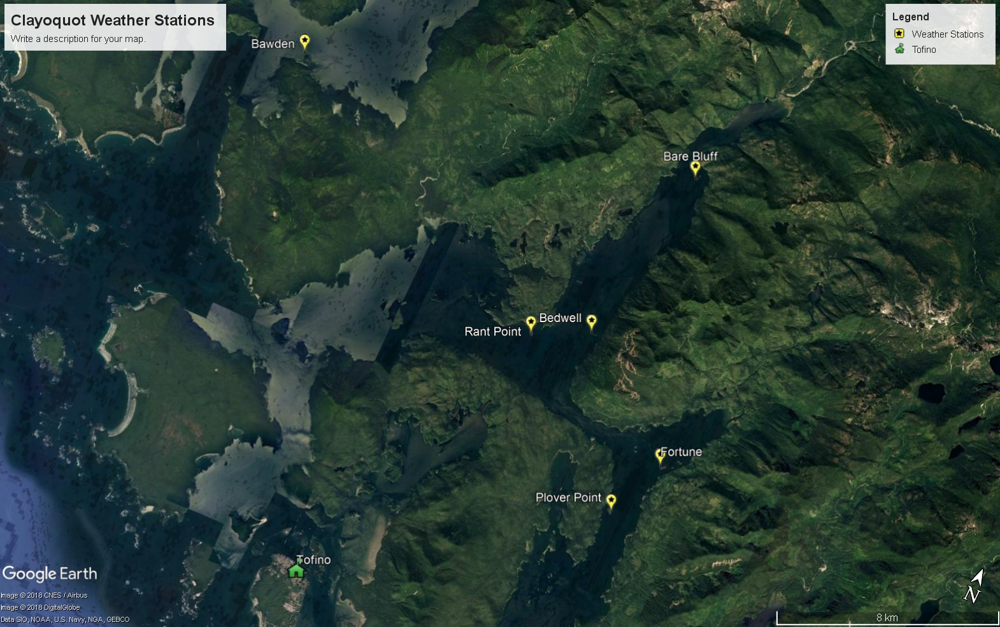 Clayoquot Weather Stations
Write a description for your map.
Legend
Weather Stations
Tofino
Bawden
Bare Bluff
Bedwell
Rant Point
Fortune
Plover Point
Tofino
Google Earth
Image © 2018 CNES / Airbus
Image © 2018 DigitalGlobe
Data SIO, NOAA, U.S. Navy, NGA, GEBCO
N
8 km